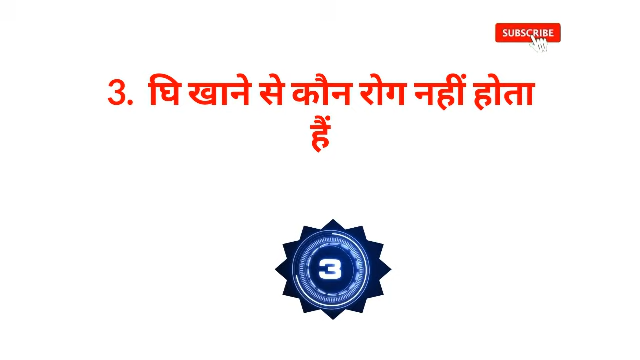 SUBSCRIBE
3. घि खाने से कौन रोग नहीं होता
हैं
3